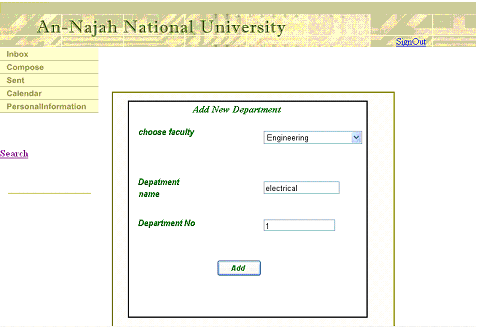 An-Najah National University
SignOut
Inbox
Compose
Sent
Calendar
PersonalInformation
Search
Add New Department
choose faculty
Engineering
Depatment
name
electrical
Department No
1
Add